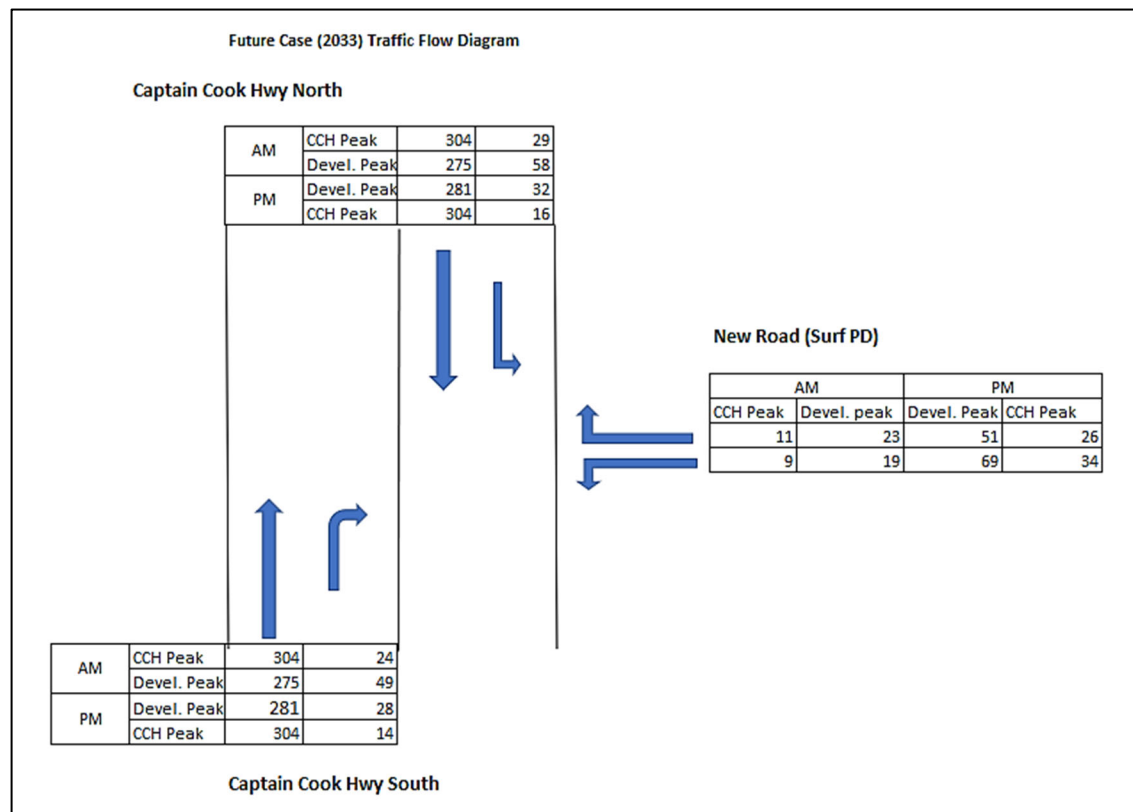 Future Case (2033) Traffic Flow Diagram
Captain Cook Hwy North
AM CCH Peak 304 29
Devel. Peak 275 58
PM Devel. Peak 281 32
CCH Peak 304 16
New Road (Surf PD)
AM PM
CCH Peak Devel. peak Devel. Peak CCH Peak
11 23 51 26
9 19 69 34
AM CCH Peak 304 24
Devel. Peak 275 49
PM Devel. Peak 281 28
CCH Peak 304 14
Captain Cook Hwy South